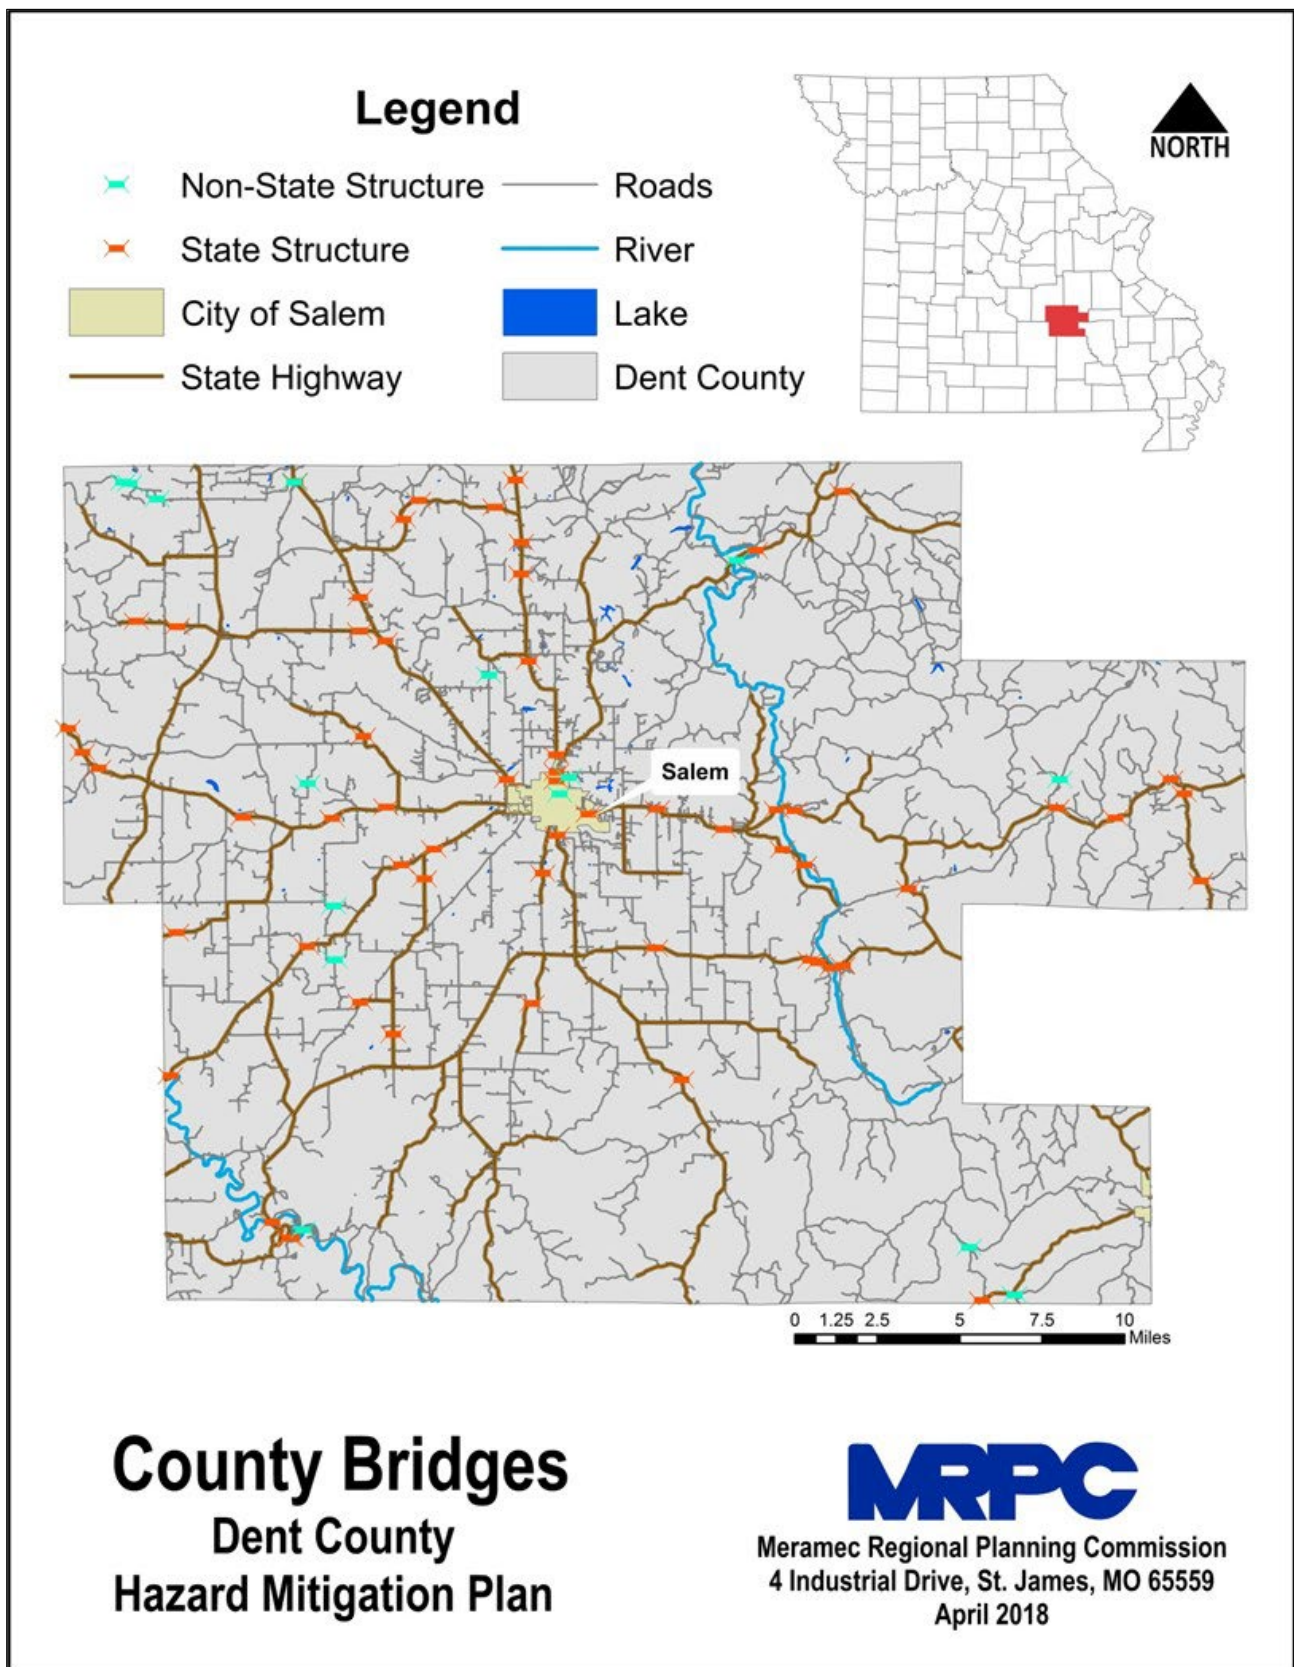 Legend
NORTH
Non-State Structure
Roads
State Structure
River
City of Salem
Lake
State Highway
Dent County
Salem
0 1.25 2.5 5 7.5 10
Miles
County Bridges
Dent County
Hazard Mitigation Plan
MRPC
Meramec Regional Planning Commission
4 Industrial Drive, St. James, MO 65559
April 2018